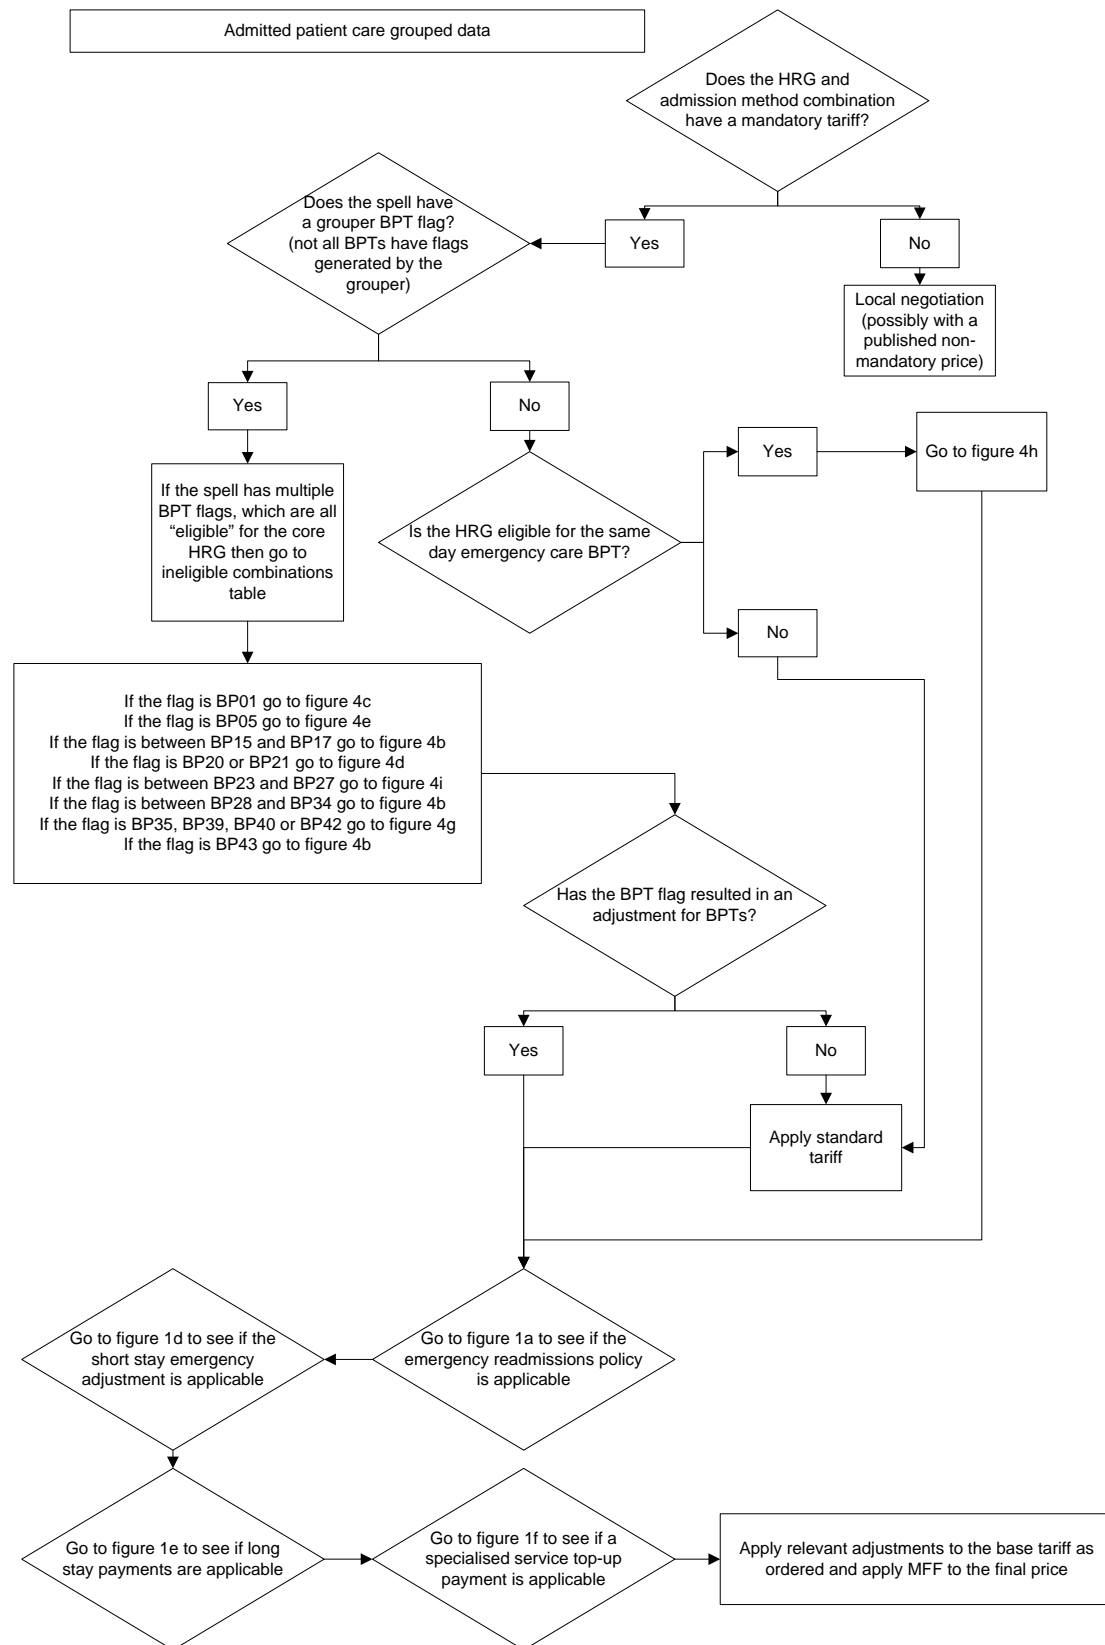 Admitted patient care grouped data
Does the HRG and
admission method combination
have a mandatory tariff?
Does the spell have
a grouper BPT flag?
(not all BPTs have flags
generated by the
grouper)
Yes
No
Local negotiation
(possibly with a
published non-
mandatory price)
Yes
No
Yes
Go to figure 4h
If the spell has multiple
BPT flags, which are all
“eligible” for the core
HRG then go to
ineligible combinations
table
Is the HRG eligible for the same
day emergency care BPT?
No
If the flag is BP01 go to figure 4c
If the flag is BP05 go to figure 4e
If the flag is between BP15 and BP17 go to figure 4b
If the flag is BP20 or BP21 go to figure 4d
If the flag is between BP23 and BP27 go to figure 4i
If the flag is between BP28 and BP34 go to figure 4b
If the flag is BP35, BP39, BP40 or BP42 go to figure 4g
If the flag is BP43 go to figure 4b
Has the BPT flag resulted in an
adjustment for BPTs?
Yes
No
Apply standard
tariff
Go to figure 1d to see if the
short stay emergency
adjustment is applicable
Go to figure 1a to see if the
emergency readmissions policy
is applicable
Go to figure 1e to see if long
stay payments are applicable
Go to figure 1f to see if a
specialised service top-up
payment is applicable
Apply relevant adjustments to the base tariff as
ordered and apply MFF to the final price